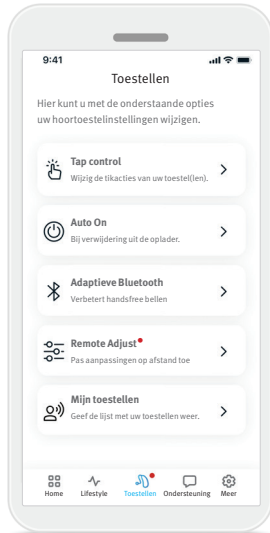 9:41
Toestellen
Hier kunt u met de onderstaande opties
uw hoortoestelinstellingen wijzigen.
Tap control
Wijzig de tikacties van uw toestel(len).
Auto On
Bij verwijdering uit de oplader.
Adaptieve Bluetooth
Verbetert handsfree bellen
Remote Adjust
Pas aanpassingen op afstand toe
Mijn toestellen
Geef de lijst met uw toestellen weer.
Home Lifestyle Toestellen Ondersteuning Meer